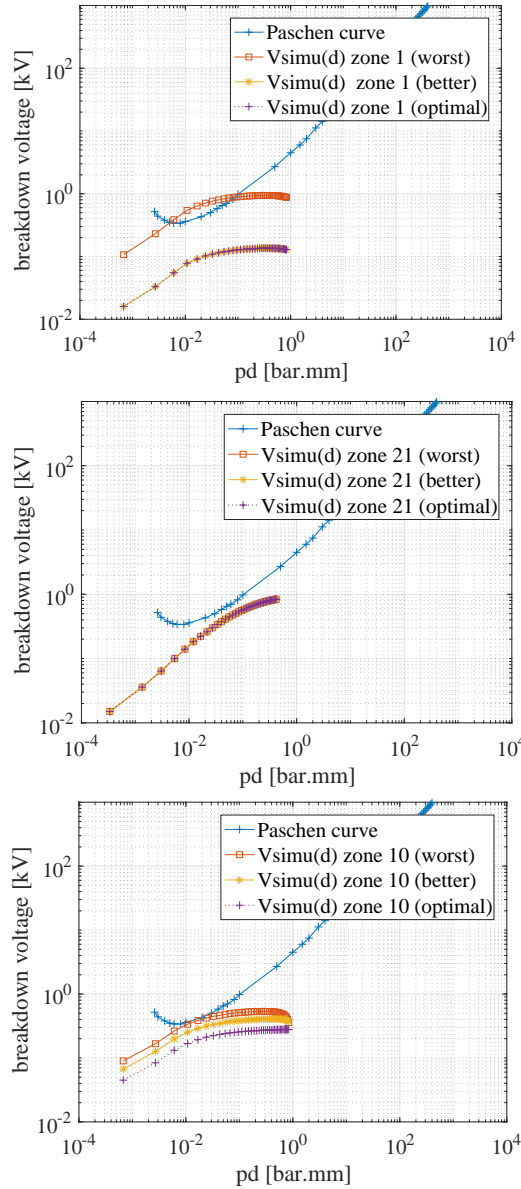 breakdown voltage [kV]
10^2
10^0
10^-2
Paschen curve
Vsimu(d) zone 1 (worst)
Vsimu(d)  zone 1 (better)
Vsimu(d) zone 1 (optimal)
10^-4 10^-2 10^0 10^2 10^4
pd [bar.mm]
breakdown voltage [kV]
10^2
10^0
10^-2
Paschen curve
Vsimu(d) zone 21 (worst)
Vsimu(d) zone 21 (better)
Vsimu(d) zone 21 (optimal)
10^-4 10^-2 10^0 10^2 10^4
pd [bar.mm]
breakdown voltage [kV]
10^2
10^0
10^-2
Paschen curve
Vsimu(d) zone 10 (worst)
Vsimu(d) zone 10 (better)
Vsimu(d) zone 10 (optimal)
10^-4 10^-2 10^0 10^2 10^4
pd [bar.mm]